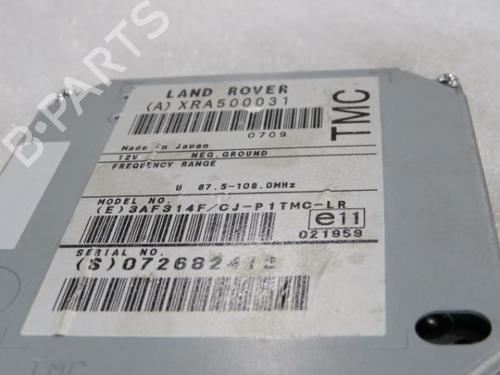 B-PARTS
LAND ROVER
(A) XRA500031
0709
TMC
Made in Japan
12V NEG.GROUND
FREQUENCY RANGE
U 87.5-108.0MHz
MODEL NO.
(E)3AF314F/CJ-P1TMC-LR
e11
021959
SERIAL NO.
(S)072682412
TMC